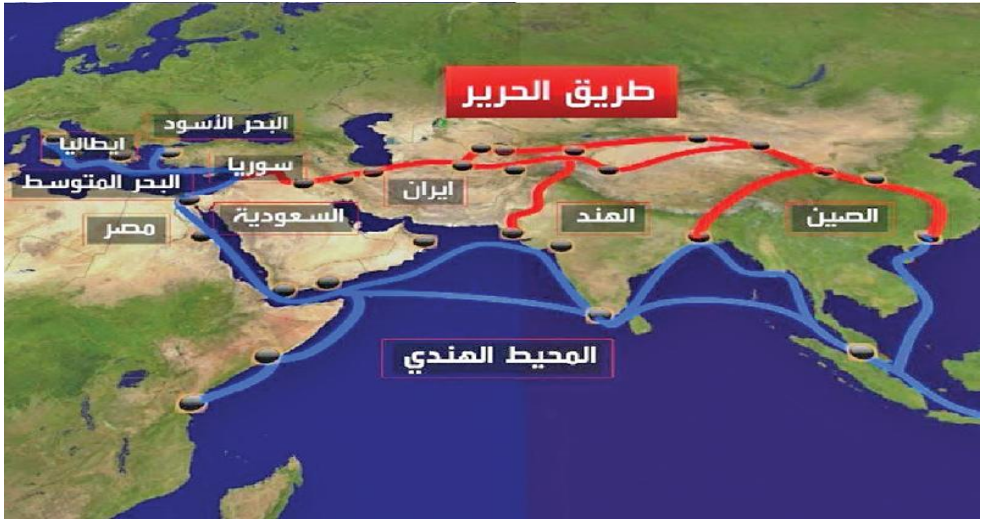 طريق الحرير
البحر الأسود
ايطاليا
سوريا
البحر المتوسط
ايران
السعودية
مصر
الهند
الصين
المحيط الهندي